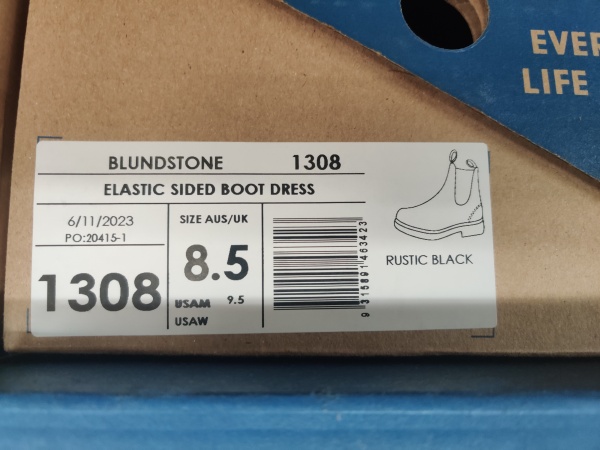 EVER
LIFE
BLUNDSTONE 1308
ELASTIC SIDED BOOT DRESS
6/11/2023
PO:20415-1
1308
SIZE AUS/UK
8.5
USAM 9.5
USAW
9 315891 463423
RUSTIC BLACK